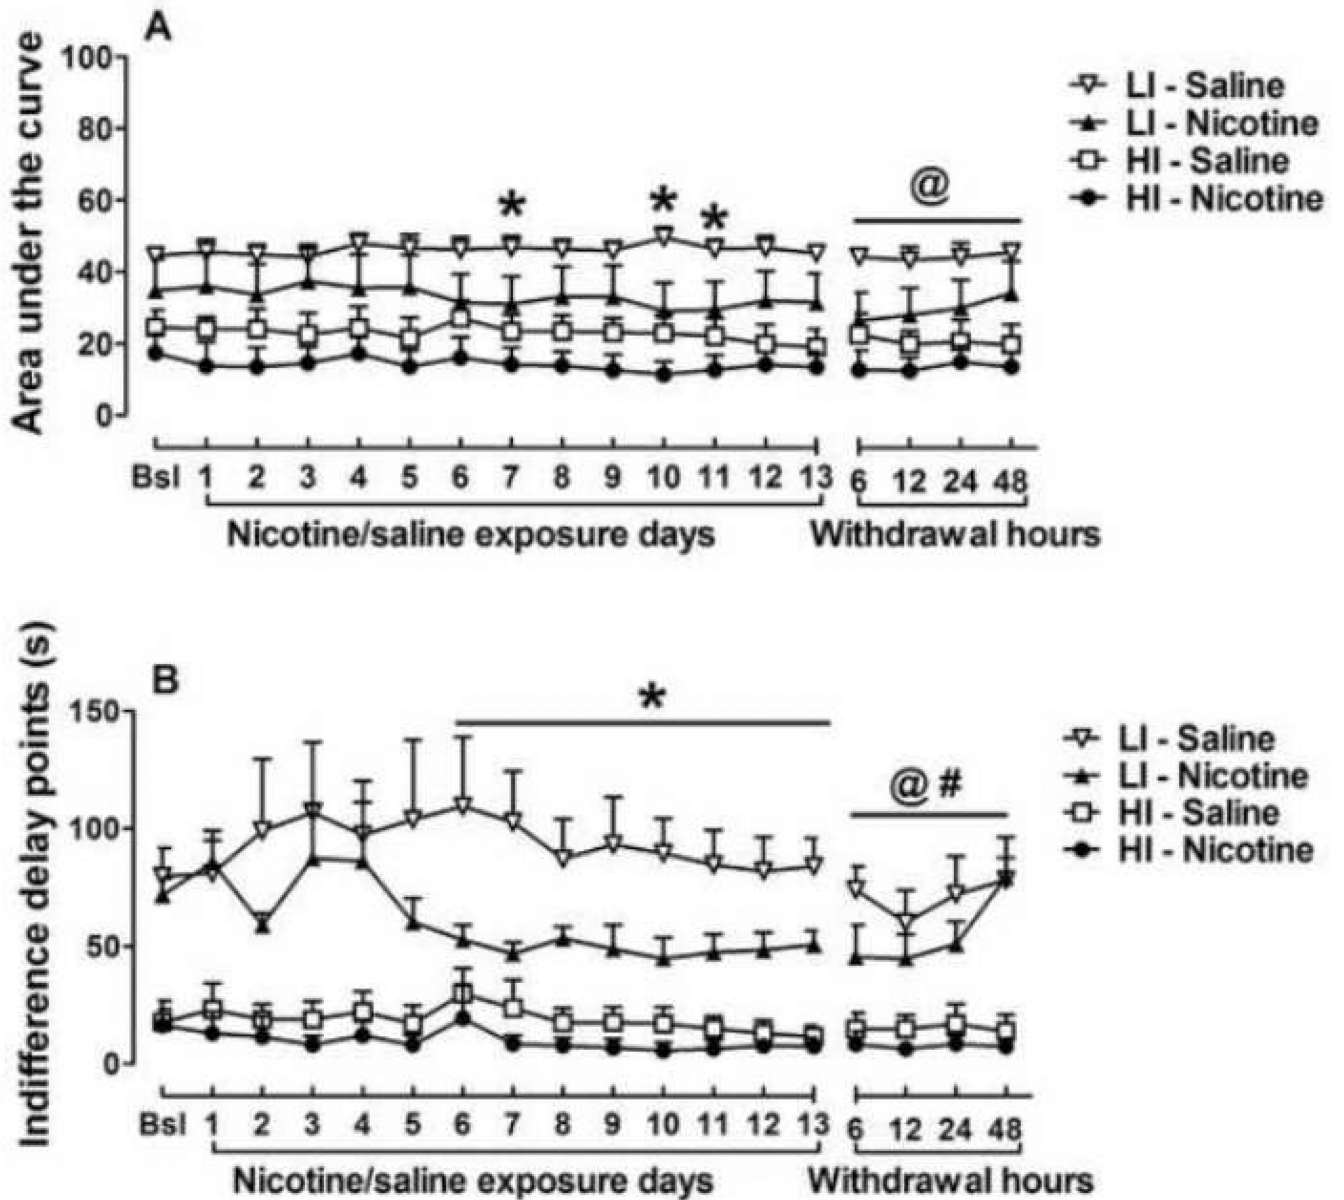 A
Area under the curve
100
80
60
40
20
0
* * *
@
LI - Saline
LI - Nicotine
HI - Saline
HI - Nicotine
Bsl 1 2 3 4 5 6 7 8 9 10 11 12 13 6 12 24 48
Nicotine/saline exposure days Withdrawal hours
B
Indifference delay points (s)
150
100
50
0
*
@ #
LI - Saline
LI - Nicotine
HI - Saline
HI - Nicotine
Bsl 1 2 3 4 5 6 7 8 9 10 11 12 13 6 12 24 48
Nicotine/saline exposure days Withdrawal hours